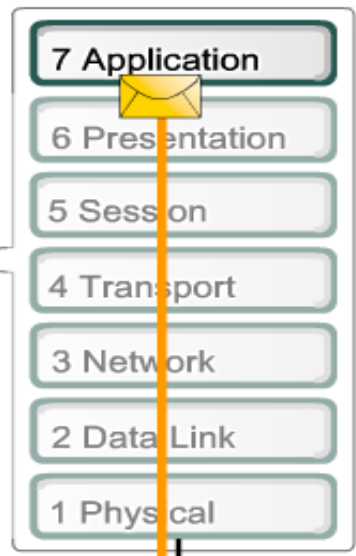 7 Application
6 Presentation
5 Session
4 Transport
3 Network
2 Data Link
1 Physical